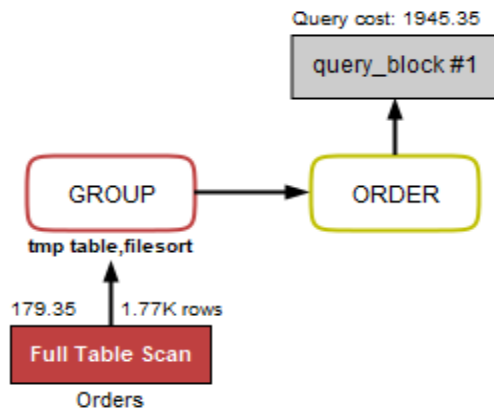 Query cost: 1945.35
query_block #1
GROUP
ORDER
tmp table,filesort
179.35
1.77K rows
Full Table Scan
Orders